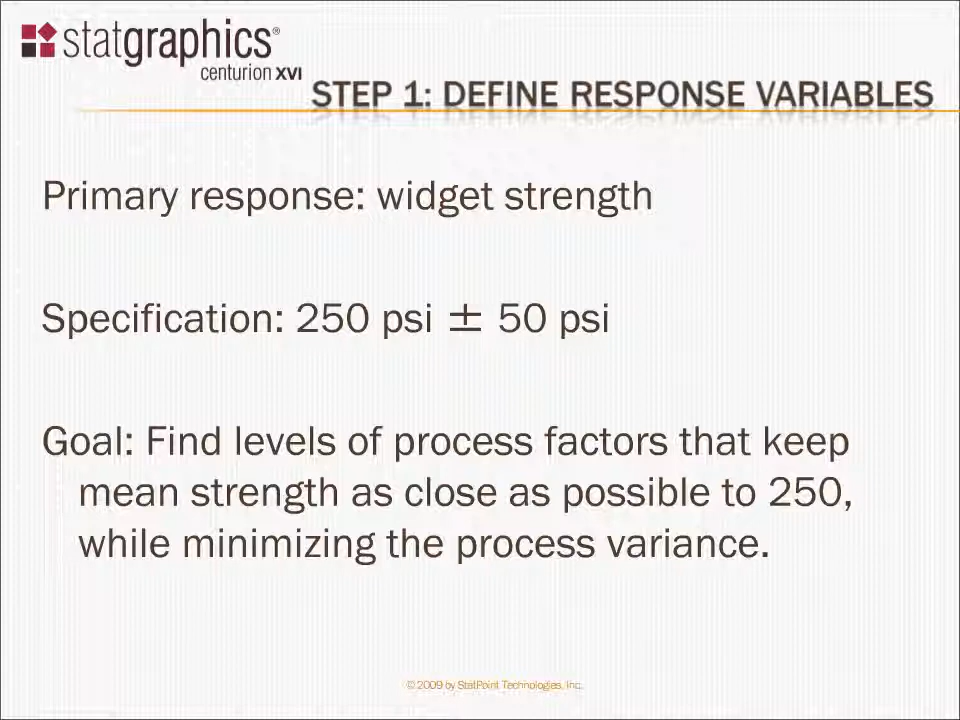 statgraphics®
centurion XVI
STEP 1: DEFINE RESPONSE VARIABLES
Primary response: widget strength
Specification: 250 psi ± 50 psi
Goal: Find levels of process factors that keep
mean strength as close as possible to 250,
while minimizing the process variance.
© 2009 by StatPoint Technologies, Inc.